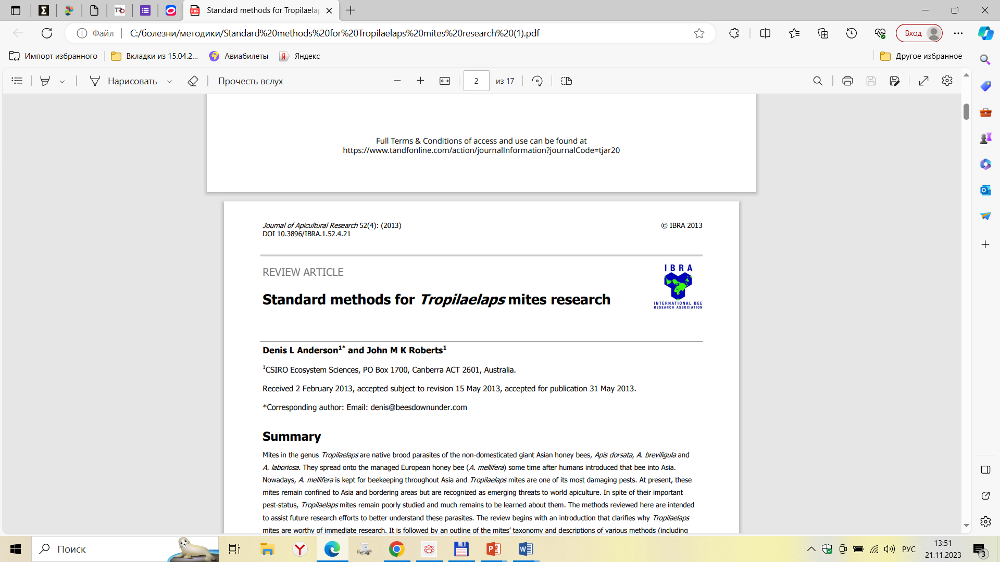 Standard methods for Tropilaelap
Файл
C:/болезни/методики/Standard%20methods%20for%20Tropilaelaps%20mites%20research%20(1).pdf
Вход
Импорт избранного
Вкладки из 15.04.2...
Авиабилеты
Яндекс
Другое избранное
Нарисовать
Прочесть вслух
2
из 17
Full Terms & Conditions of access and use can be found at
https://www.tandfonline.com/action/journalInformation?journalCode=tjar20
Journal of Apicultural Research 52(4): (2013)
© IBRA 2013
DOI 10.3896/IBRA.1.52.4.21
REVIEW ARTICLE
IBRA
INTERNATIONAL BEE
RESEARCH ASSOCIATION
Standard methods for Tropilaelaps mites research
Denis L Anderson1* and John M K Roberts1
1CSIRO Ecosystem Sciences, PO Box 1700, Canberra ACT 2601, Australia.
Received 2 February 2013, accepted subject to revision 15 May 2013, accepted for publication 31 May 2013.
*Corresponding author: Email: denis@beesdownunder.com
Summary
Mites in the genus Tropilaelaps are native brood parasites of the non-domesticated giant Asian honey bees, Apis dorsata, A. breviligula and
A. laboriosa. They spread onto the managed European honey bee (A. mellifera) some time after humans introduced that bee into Asia.
Nowadays, A. mellifera is kept for beekeeping throughout Asia and Tropilaelaps mites are one of its most damaging pests. At present, these
mites remain confined to Asia and bordering areas but are recognized as emerging threats to world apiculture. In spite of their important
pest-status, Tropilaelaps mites remain poorly studied and much remains to be learned about them. The methods reviewed here are intended
to assist future research efforts to better understand these parasites. The review begins with an introduction that clarifies why Tropilaelaps
mites are worthy of immediate research. It is followed by an outline of the mites' taxonomy and descriptions of various methods (including
Поиск
РУС
13:51
21.11.2023
3